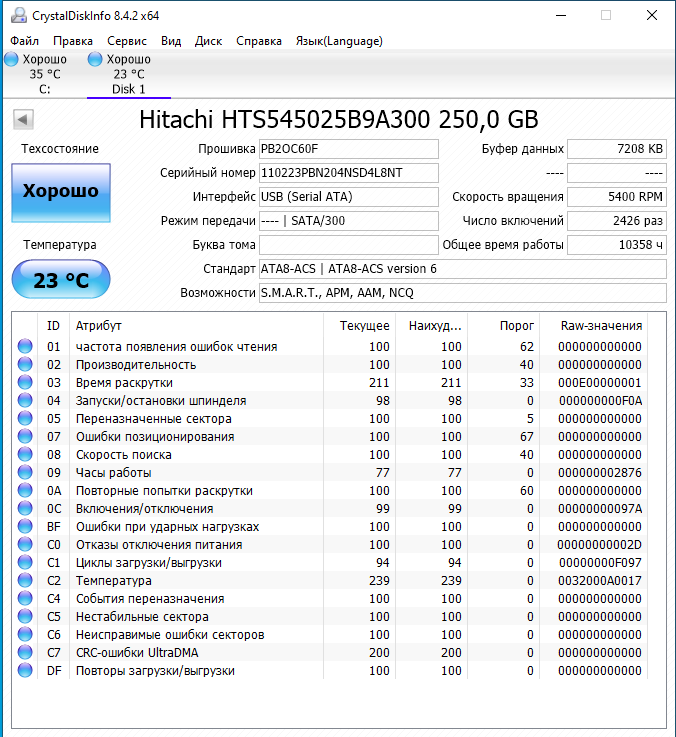 CrystalDiskInfo 8.4.2 x64
Файл Правка Сервис Вид Диск Справка Язык(Language)
Хорошо Хорошо
35 °C 23 °C
C: Disk 1
Hitachi HTS545025B9A300 250,0 GB
Техсостояние Прошивка PB2OC60F Буфер данных 7208 KB
Хорошо Серийный номер 110223PBN204NSD4L8NT ---- ----
Интерфейс USB (Serial ATA) Скорость вращения 5400 RPM
Режим передачи ---- | SATA/300 Число включений 2426 раз
Температура Буква тома Общее время работы 10358 ч
23 °C Стандарт ATA8-ACS | ATA8-ACS version 6
Возможности S.M.A.R.T., APM, AAM, NCQ
ID Атрибут Текущее Наихуд... Порог Raw-значения
01 частота появления ошибок чтения 100 100 62 000000000000
02 Производительность 100 100 40 000000000000
03 Время раскрутки 211 211 33 000E00000001
04 Запуски/остановки шпинделя 98 98 0 000000000F0A
05 Переназначенные сектора 100 100 5 000000000000
07 Ошибки позиционирования 100 100 67 000000000000
08 Скорость поиска 100 100 40 000000000000
09 Часы работы 77 77 0 000000002876
0A Повторные попытки раскрутки 100 100 60 000000000000
0C Включения/отключения 99 99 0 00000000097A
BF Ошибки при ударных нагрузках 100 100 0 000000000000
C0 Отказы отключения питания 100 100 0 00000000002D
C1 Циклы загрузки/выгрузки 94 94 0 00000000F097
C2 Температура 239 239 0 0032000A0017
C4 События переназначения 100 100 0 000000000000
C5 Нестабильные сектора 100 100 0 000000000000
C6 Неисправимые ошибки секторов 100 100 0 000000000000
C7 CRC-ошибки UltraDMA 200 200 0 000000000000
DF Повторы загрузки/выгрузки 100 100 0 000000000000